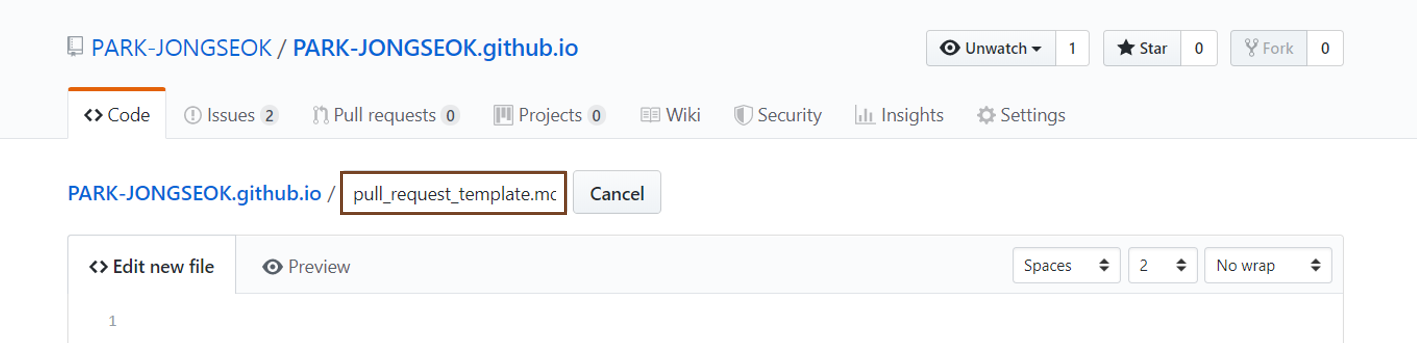 PARK-JONGSEOK / PARK-JONGSEOK.github.io
Unwatch 1 Star 0 Fork 0
Code Issues 2 Pull requests 0 Projects 0 Wiki Security Insights Settings
PARK-JONGSEOK.github.io / pull_request_template.mc Cancel
Edit new file Preview Spaces 2 No wrap
1